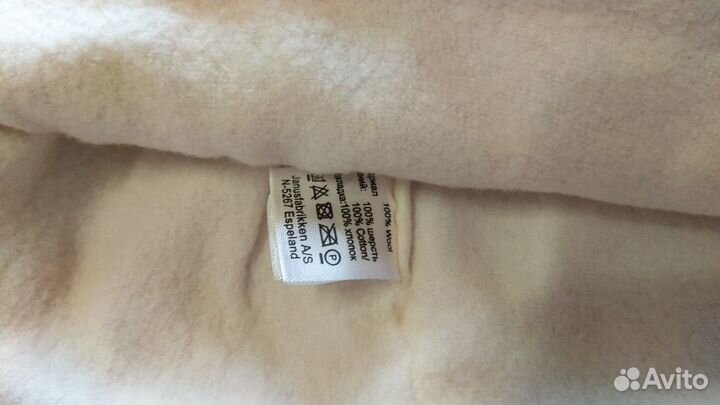 100% Wool
100% шерсть
100% Cotton/
100% хлопок
P
Janusfabrikken A/S
N-5267 Espeland
Avito